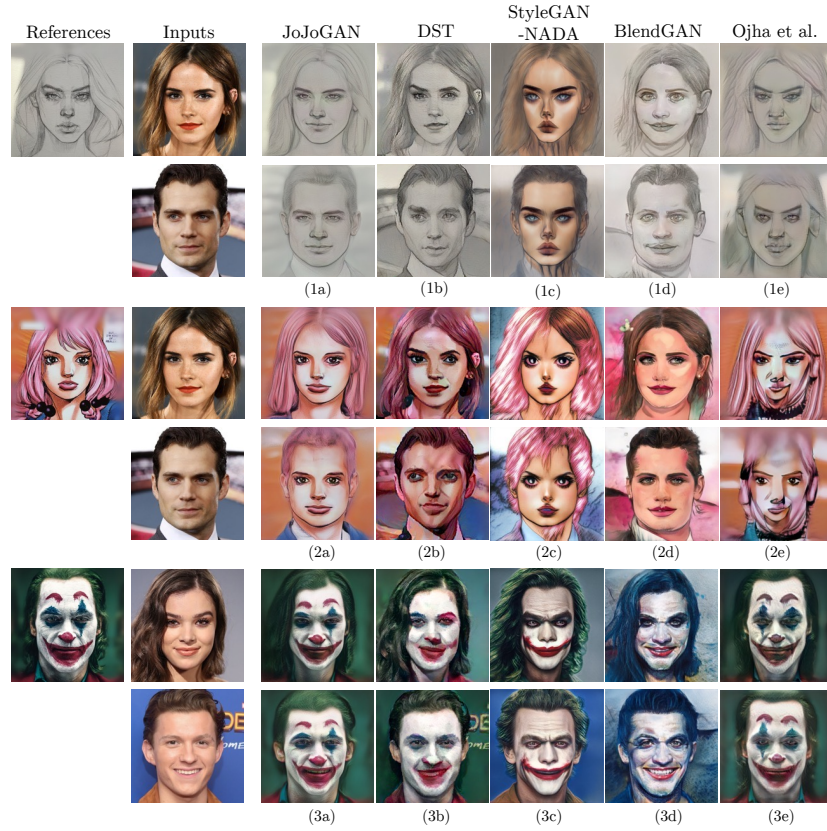 References Inputs JoJoGAN DST StyleGAN
-NADA BlendGAN Ojha et al.
(1a) (1b) (1c) (1d) (1e)
(2a) (2b) (2c) (2d) (2e)
(3a) (3b) (3c) (3d) (3e)